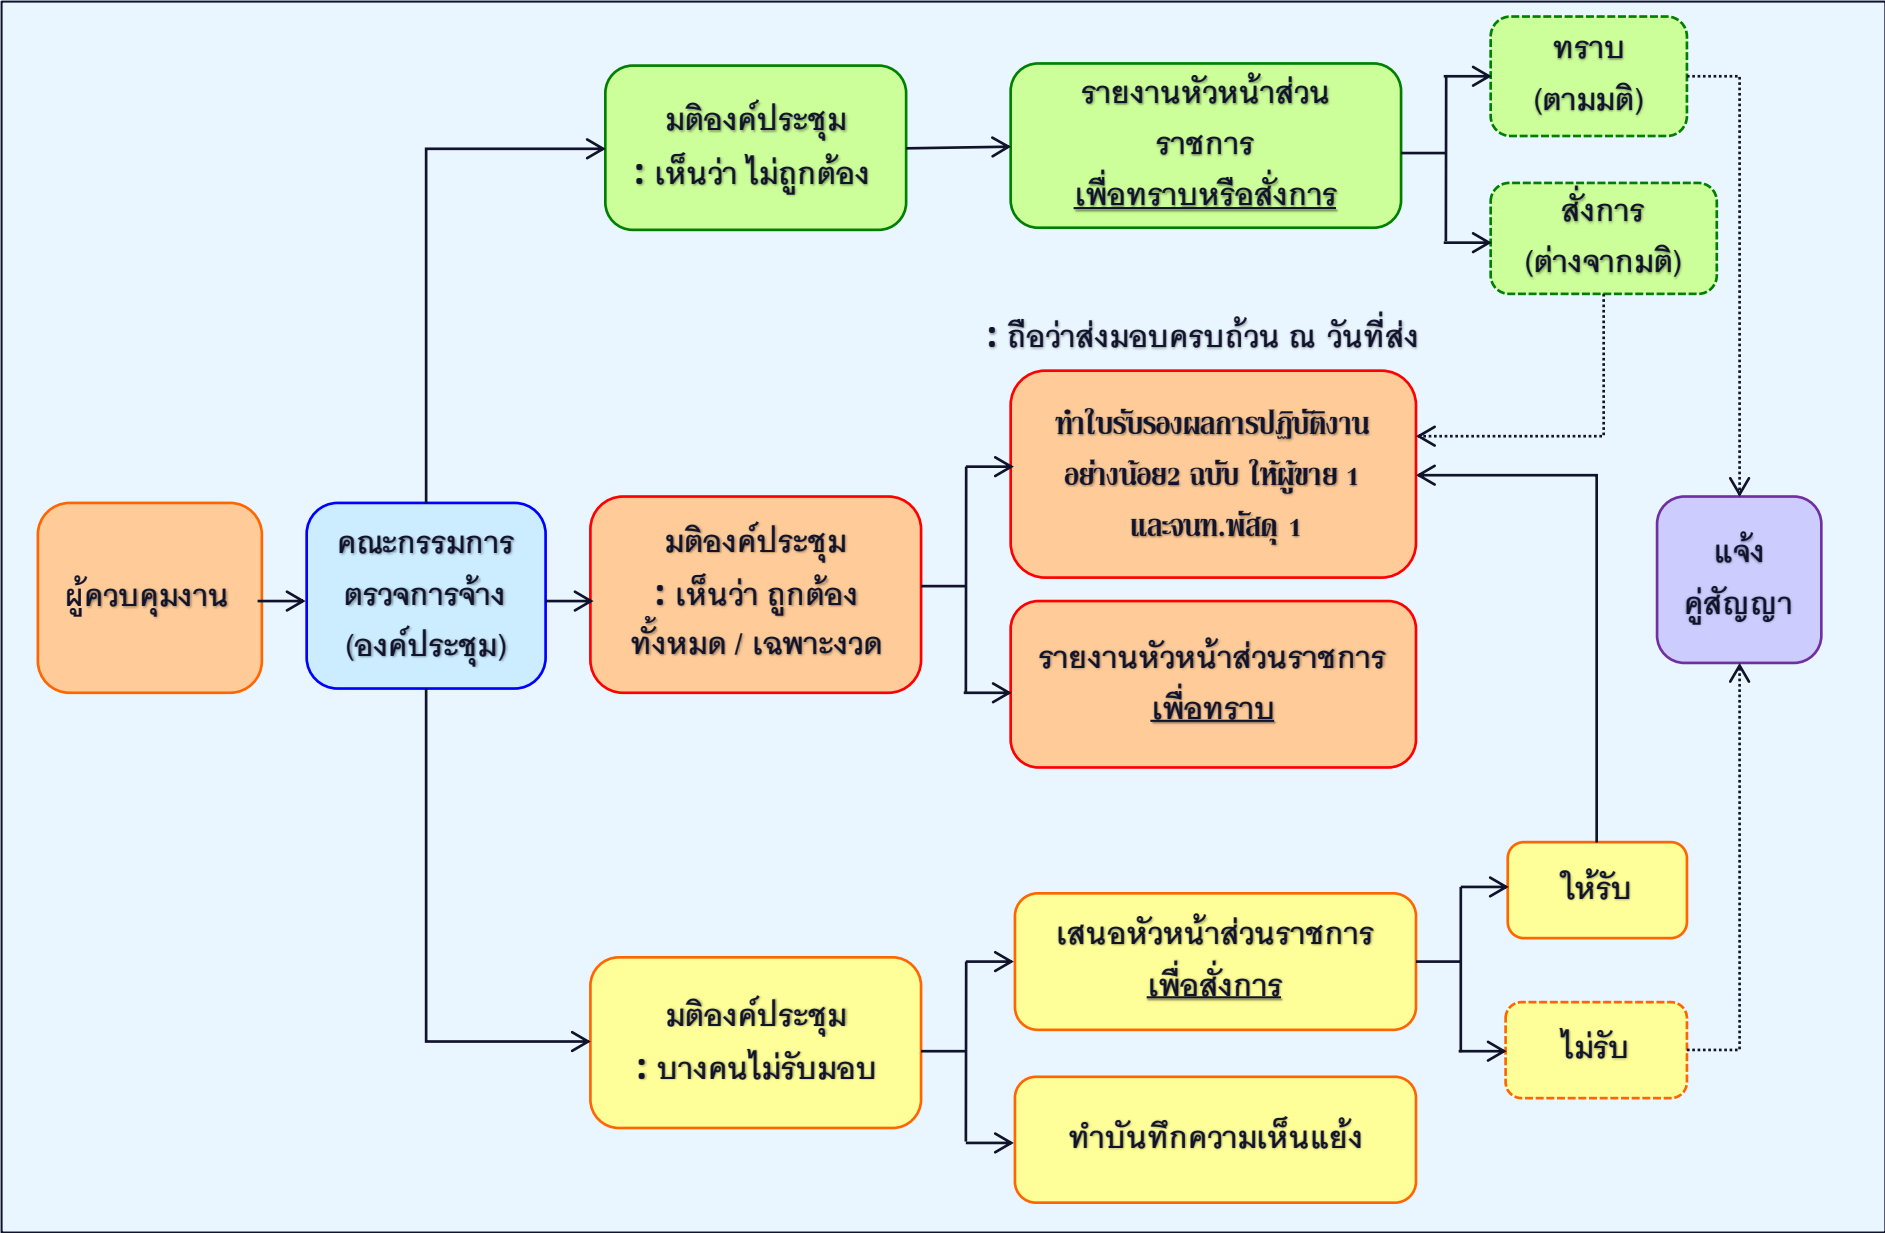 ผู้ควบคุมงาน
คณะกรรมการ
ตรวจการจ้าง
(องค์ประชุม)
มติองค์ประชุม
: เห็นว่า ไม่ถูกต้อง
รายงานหัวหน้าส่วน
ราชการ
เพื่อทราบหรือสั่งการ
ทราบ
(ตามมติ)
สั่งการ
(ต่างจากมติ)
: ถือว่าส่งมอบครบถ้วน ณ วันที่ส่ง
มติองค์ประชุม
: เห็นว่า ถูกต้อง
ทั้งหมด / เฉพาะงวด
ทำใบรับรองผลการปฏิบัติงาน
อย่างน้อย2 ฉบับ ให้ผู้ขาย 1
และจนท.พัสดุ 1
รายงานหัวหน้าส่วนราชการ
เพื่อทราบ
แจ้ง
คู่สัญญา
มติองค์ประชุม
: บางคนไม่รับมอบ
เสนอหัวหน้าส่วนราชการ
เพื่อสั่งการ
ทำบันทึกความเห็นแย้ง
ให้รับ
ไม่รับ